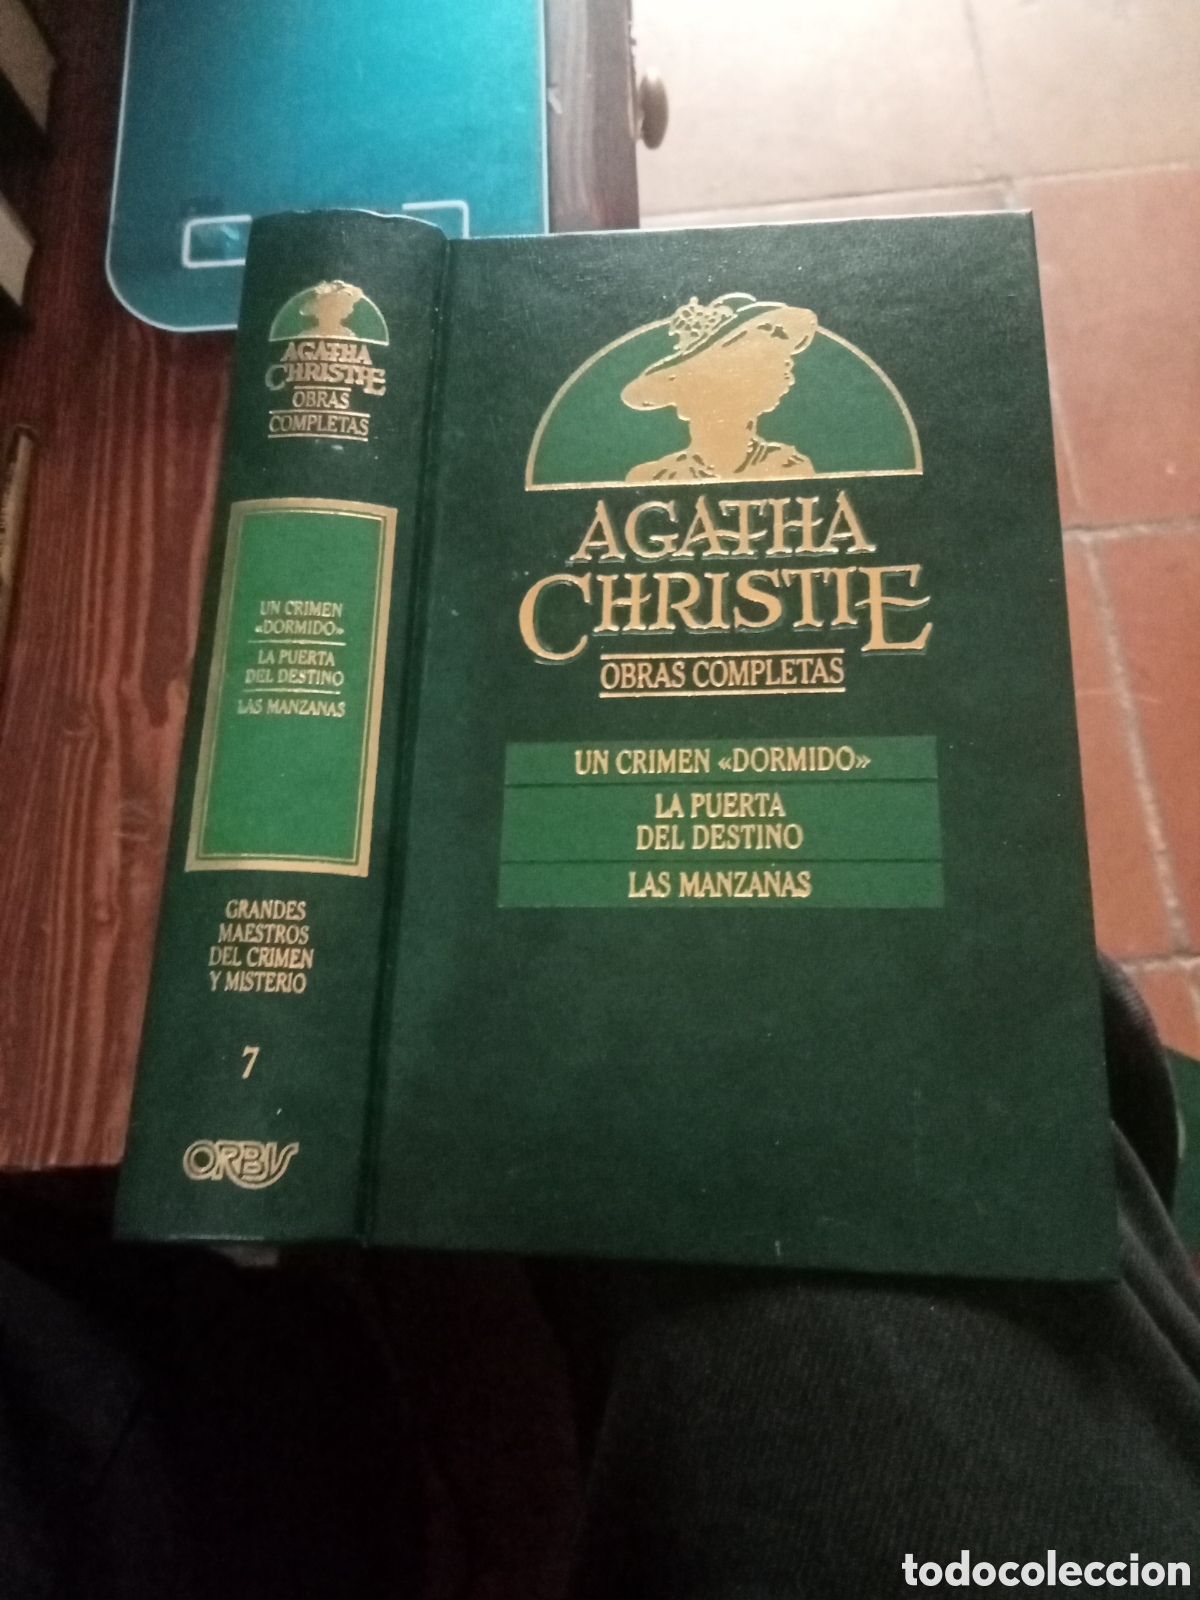 AGATHA
CHRISTIE
OBRAS
COMPLETAS
UN CRIMEN
«DORMIDO»
LA PUERTA
DEL DESTINO
LAS MANZANAS
GRANDES
MAESTROS
DEL CRIMEN
Y MISTERIO
7
ORBIS
AGATHA
CHRISTIE
OBRAS COMPLETAS
UN CRIMEN «DORMIDO»
LA PUERTA
DEL DESTINO
LAS MANZANAS
todocoleccion